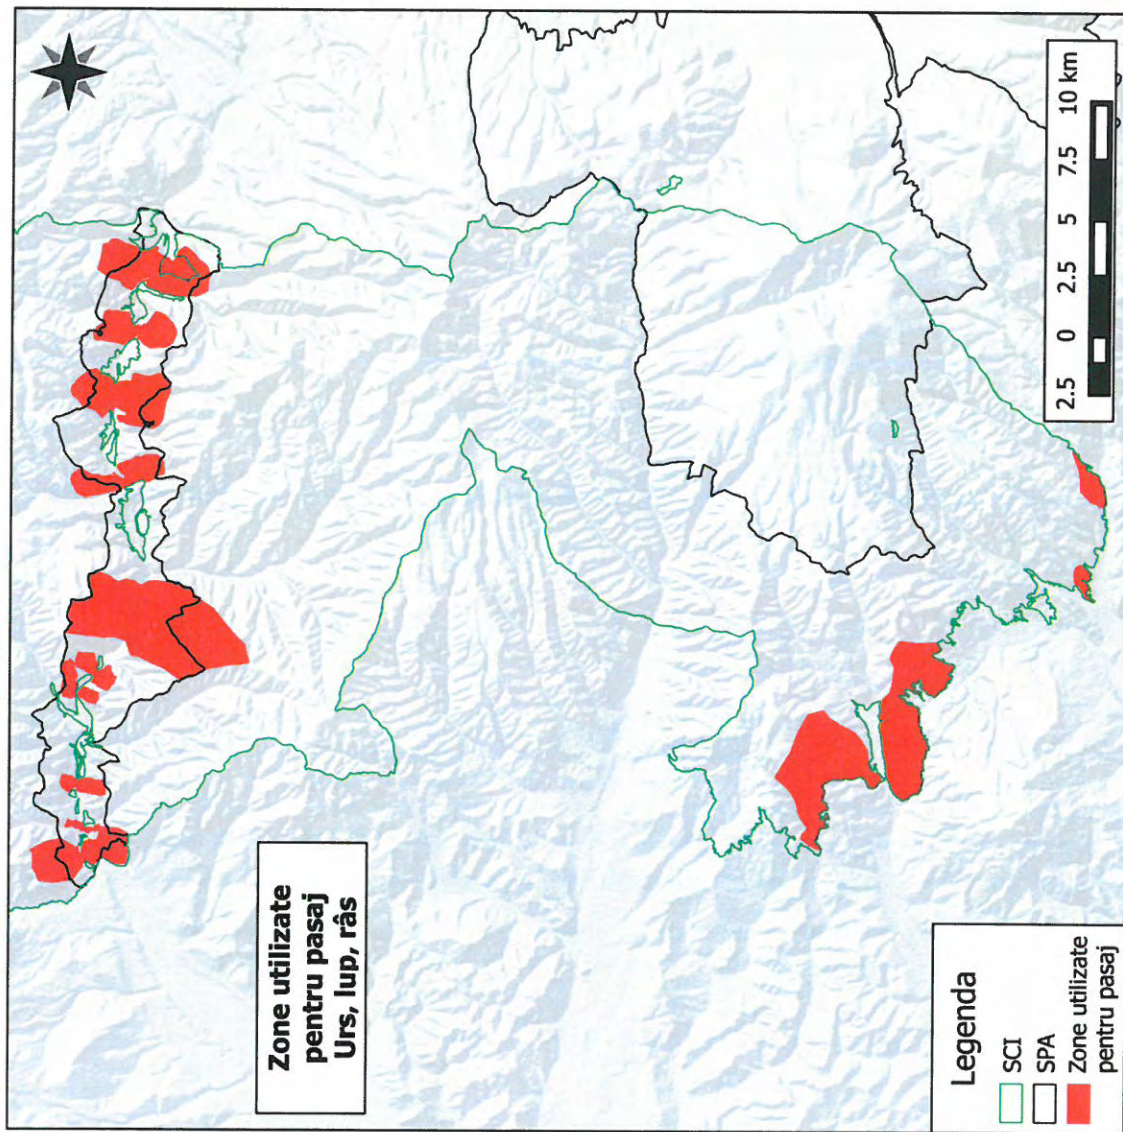 Zone utilizate
pentru pasaj
Urs, lup, râs
Legenda
SCI
SPA
Zone utilizate
pentru pasaj
2.5 0 2.5 5 7.5 10 km